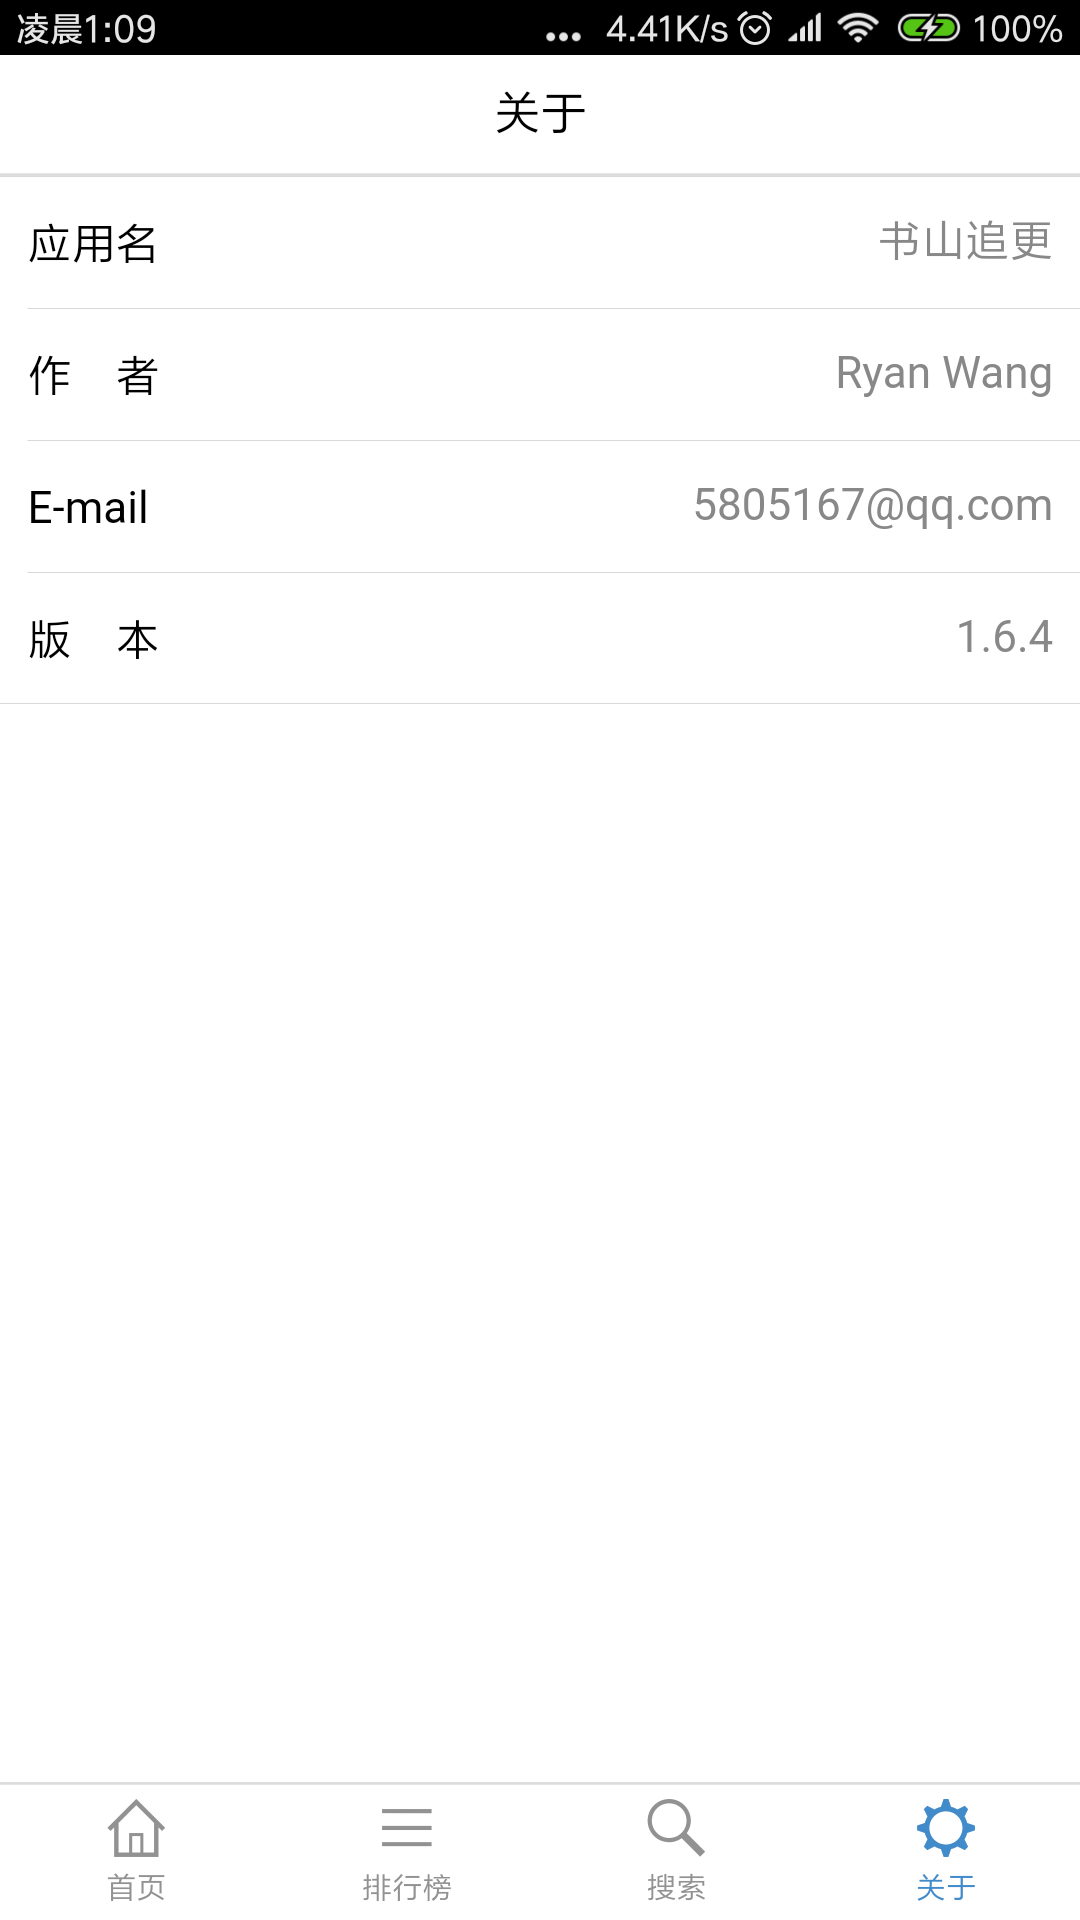 凌晨1:09 ... 4.41K/s 100%
关于
应用名 书山追更
作 者 Ryan Wang
E-mail 5805167@qq.com
版 本 1.6.4
首页 排行榜 搜索 关于